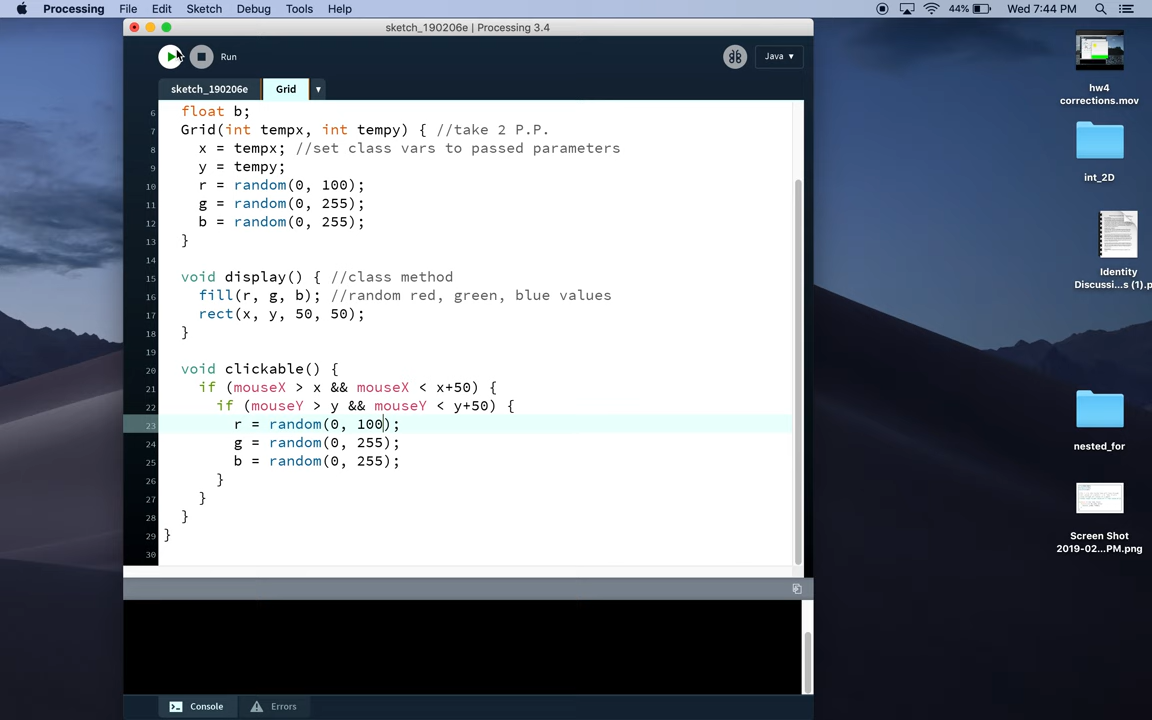 Processing File Edit Sketch Debug Tools Help 44% Wed 7:44 PM
sketch_190206e | Processing 3.4
Run
Java ▾
sketch_190206e Grid ▾
6 float b;
7 Grid(int tempx, int tempy) { //take 2 P.P.
8 x = tempx; //set class vars to passed parameters
9 y = tempy;
10 r = random(0, 100);
11 g = random(0, 255);
12 b = random(0, 255);
13 }
14
15 void display() { //class method
16 fill(r, g, b); //random red, green, blue values
17 rect(x, y, 50, 50);
18 }
19
20 void clickable() {
21 if (mouseX > x && mouseX < x+50) {
22 if (mouseY > y && mouseY < y+50) {
23 r = random(0, 100);
24 g = random(0, 255);
25 b = random(0, 255);
26 }
27 }
28 }
29 }
30
Console Errors
hw4
corrections.mov
int_2D
Identity
Discussi...s (1).p
nested_for
Screen Shot
2019-02...PM.png